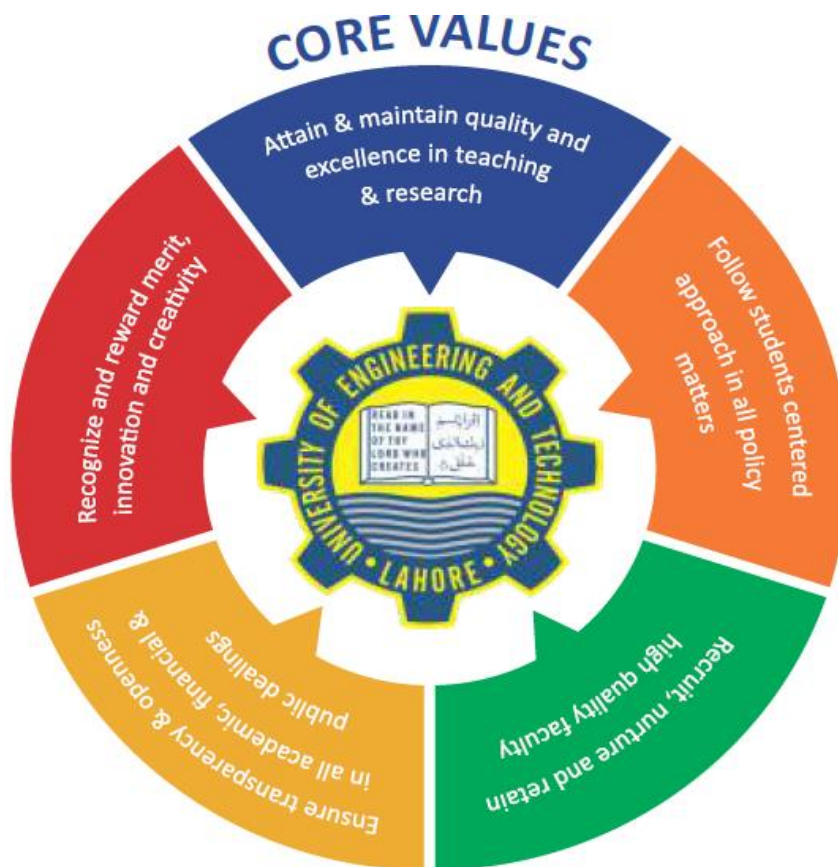 CORE VALUES
Attain & maintain quality and
excellence in teaching
& research
Follow students centered
approach in all policy
matters
Recruit, nurture and retain
high quality faculty
Ensure transparency & openness
in all academic, financial &
public dealings
Recognize and reward merit,
innovation and creativity
UNIVERSITY OF ENGINEERING AND TECHNOLOGY
• LAHORE •
READ IN
THE NAME
OF THY
LORD WHO
CREATES